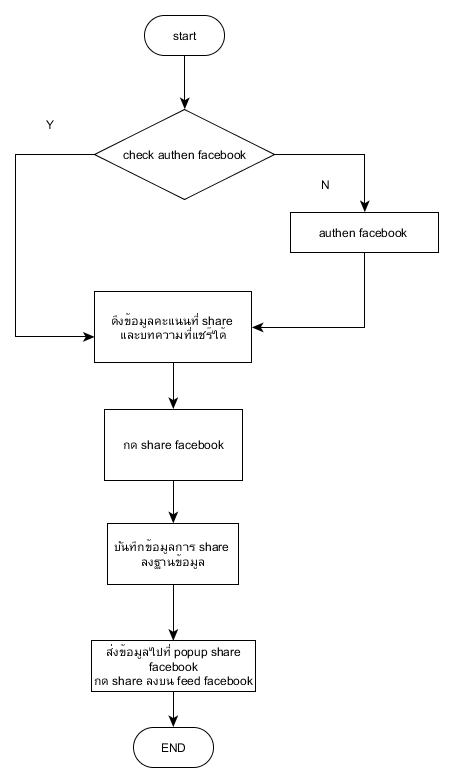 start
Y
check authen facebook
N
authen facebook
ดึงข้อมูลคะแนนที่ share
และบทความที่แชร์ได้
กด share facebook
บันทึกข้อมูลการ share
ลงฐานข้อมูล
ส่งข้อมูลไปที่ popup share
facebook
กด share ลงบน feed facebook
END